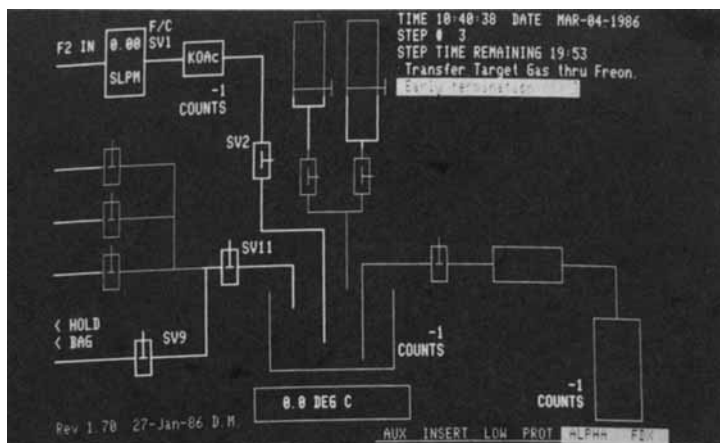 TIME 10:40:38 DATE MAR-04-1986
STEP # 3
STEP TIME REMAINING 19:53
Transfer Target Gas thru Freon.
Early termination
F2 IN
0.00
SLPM
F/C
SV1
KOAc
-1
COUNTS
SV2
SV11
< HOLD
< BAG
SV9
-1
COUNTS
-1
COUNTS
0.0 DEG C
Rev 1.70 27-Jan-86 D.M.
AUX INSERT LOW PROT ALPHA FDX